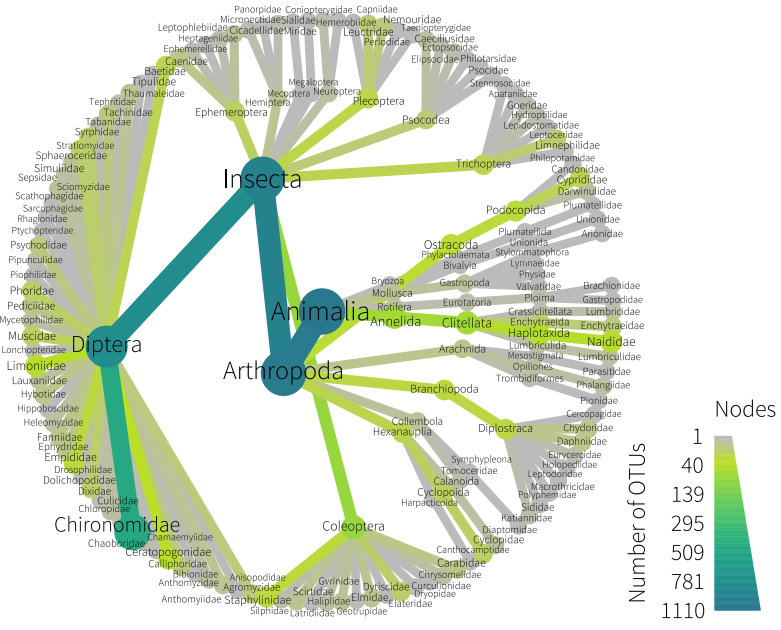 Panorpidae
Coniopterygidae
Capniidae
Micronectidae
Sialidae
Hemerobiidae
Nemouridae
Leptophlebiidae
Cicadellidae
Miridae
Leuctridae
Taeniopterygidae
Heptageniidae
Perlodidae
Caeciliusidae
Ephemerellidae
Ectopsocidae
Caenidae
Elipsocidae
Philotarsidae
Baetidae
Psocidae
Tipulidae
Megaloptera
Stenopsocidae
Thaumaleidae
Mecoptera
Neuroptera
Apataniidae
Tephritidae
Hemiptera
Plecoptera
Goeridae
Tachinidae
Ephemeroptera
Psocodea
Hydroptilidae
Tabanidae
Lepidostomatidae
Syrphidae
Leptoceridae
Stratiomyidae
Limnephilidae
Sphaeroceridae
Trichoptera
Philopotamidae
Simuliidae
Insecta
Candonidae
Sepsidae
Cyprididae
Sciomyzidae
Darwinulidae
Scathophagidae
Plumatellidae
Sarcophagidae
Podocopida
Rhagionidae
Unionidae
Ptychopteridae
Plumatellida
Arionidae
Psychodidae
Ostracoda
Unionida
Phylactolaemata
Stylommatophora
Pipunculidae
Bivalvia
Lymnaeidae
Piophilidae
Bryozoa
Gastropoda
Physidae
Phoridae
Mollusca
Valvatidae
Brachionidae
Pediciidae
Animalia
Rotifera
Eurotatoria
Ploima
Gastropodidae
Mycetophilidae
Annelida
Clitellata
Crassiclitellata
Lumbricidae
Muscidae
Enchytraeida
Enchytraeidae
Lonchopteridae
Diptera
Haplotaxida
Naididae
Limoniidae
Arachnida
Lumbriculida
Lumbriculidae
Lauxaniidae
Arthropoda
Mesostigmata
Parasitidae
Hybotidae
Opiliones
Phalangiidae
Hippoboscidae
Trombidiformes
Pionidae
Heleomyzidae
Branchiopoda
Cercopagidae
Fanniidae
Collembola
Diplostraca
Chydoridae
Ephydridae
Hexanauplia
Daphniidae
Empididae
Symphypleona
Eurycercidae
Drosophilidae
Tomoceridae
Holopediidae
Dolichopodidae
Calanoida
Leptodoridae
Dixidae
Cyclopoida
Macrothricidae
Culicidae
Harpacticoida
Polyphemidae
Chloropidae
Sididae
Chironomidae
Coleoptera
Katiannidae
Chamaemyiidae
Diaptomidae
Chaoboridae
Cyclopidae
Ceratopogonidae
Canthocamptidae
Calliphoridae
Carabidae
Bibionidae
Anisopodidae
Gyrinidae
Chrysomelidae
Anthomyzidae
Agromyzidae
Scirtidae
Dytiscidae
Curculionidae
Anthomyiidae
Staphylinidae
Haliplidae
Elmidae
Dryopidae
Silphidae
Latridiidae
Geotrupidae
Elateridae
Nodes
Number of OTUs
1
40
139
295
509
781
1110